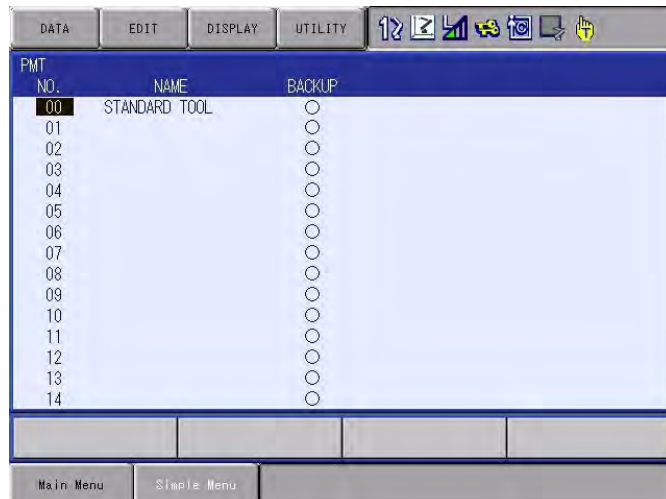 DATA EDIT DISPLAY UTILITY
PMT
NO. NAME BACKUP
00 STANDARD TOOL
01
02
03
04
05
06
07
08
09
10
11
12
13
14
Main Menu Simple Menu